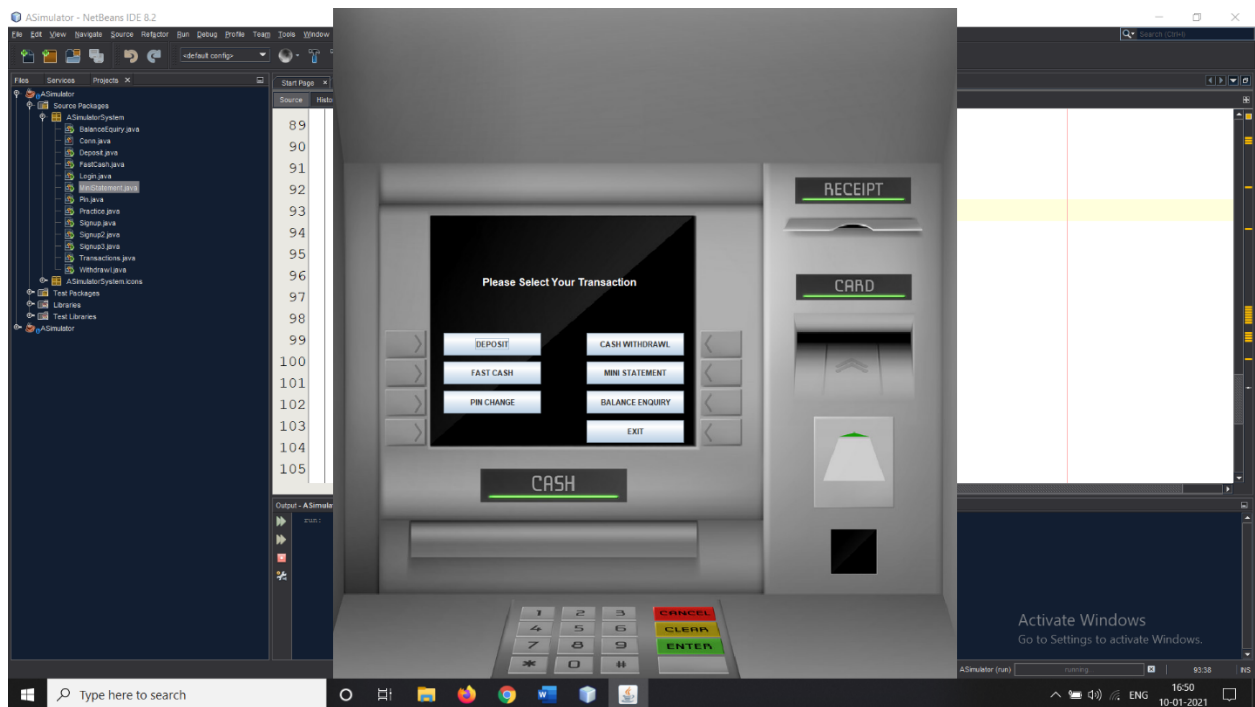 ASimulator - NetBeans IDE 8.2
File Edit View Navigate Source Refactor Run Debug Profile Team Tools Window
Search (Ctrl+I)
<default config>
Files Services Projects
Start Page
Source Histo
ASimulator
Source Packages
ASimulatorSystem
BalanceEquiry.java
Conn.java
Deposit.java
FastCash.java
Login.java
MiniStatement.java
Pin.java
Practice.java
Signup.java
Signup2.java
Signup3.java
Transactions.java
Withdrawl.java
ASimulatorSystem.icons
Test Packages
Libraries
Test Libraries
ASimulator
89
90
91
92
93
94
95
96
97
98
99
100
101
102
103
104
105
Output - ASimula
run:
RECEIPT
CARD
Please Select Your Transaction
DEPOSIT CASH WITHDRAWL
FAST CASH MINI STATEMENT
PIN CHANGE BALANCE ENQUIRY
EXIT
CASH
1 2 3 CANCEL
4 5 6 CLEAR
7 8 9 ENTER
* 0 #
Activate Windows
Go to Settings to activate Windows.
ASimulator (run) running... 93:38 INS
Type here to search
ENG
16:50
10-01-2021